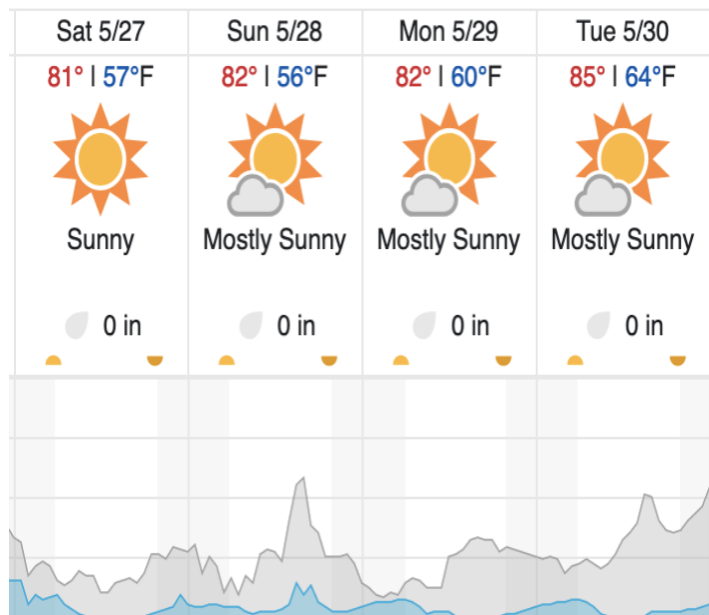 Sat 5/27
Sun 5/28
Mon 5/29
Tue 5/30
81° | 57°F
82° | 56°F
82° | 60°F
85° | 64°F
Sunny
Mostly Sunny
Mostly Sunny
Mostly Sunny
0 in
0 in
0 in
0 in